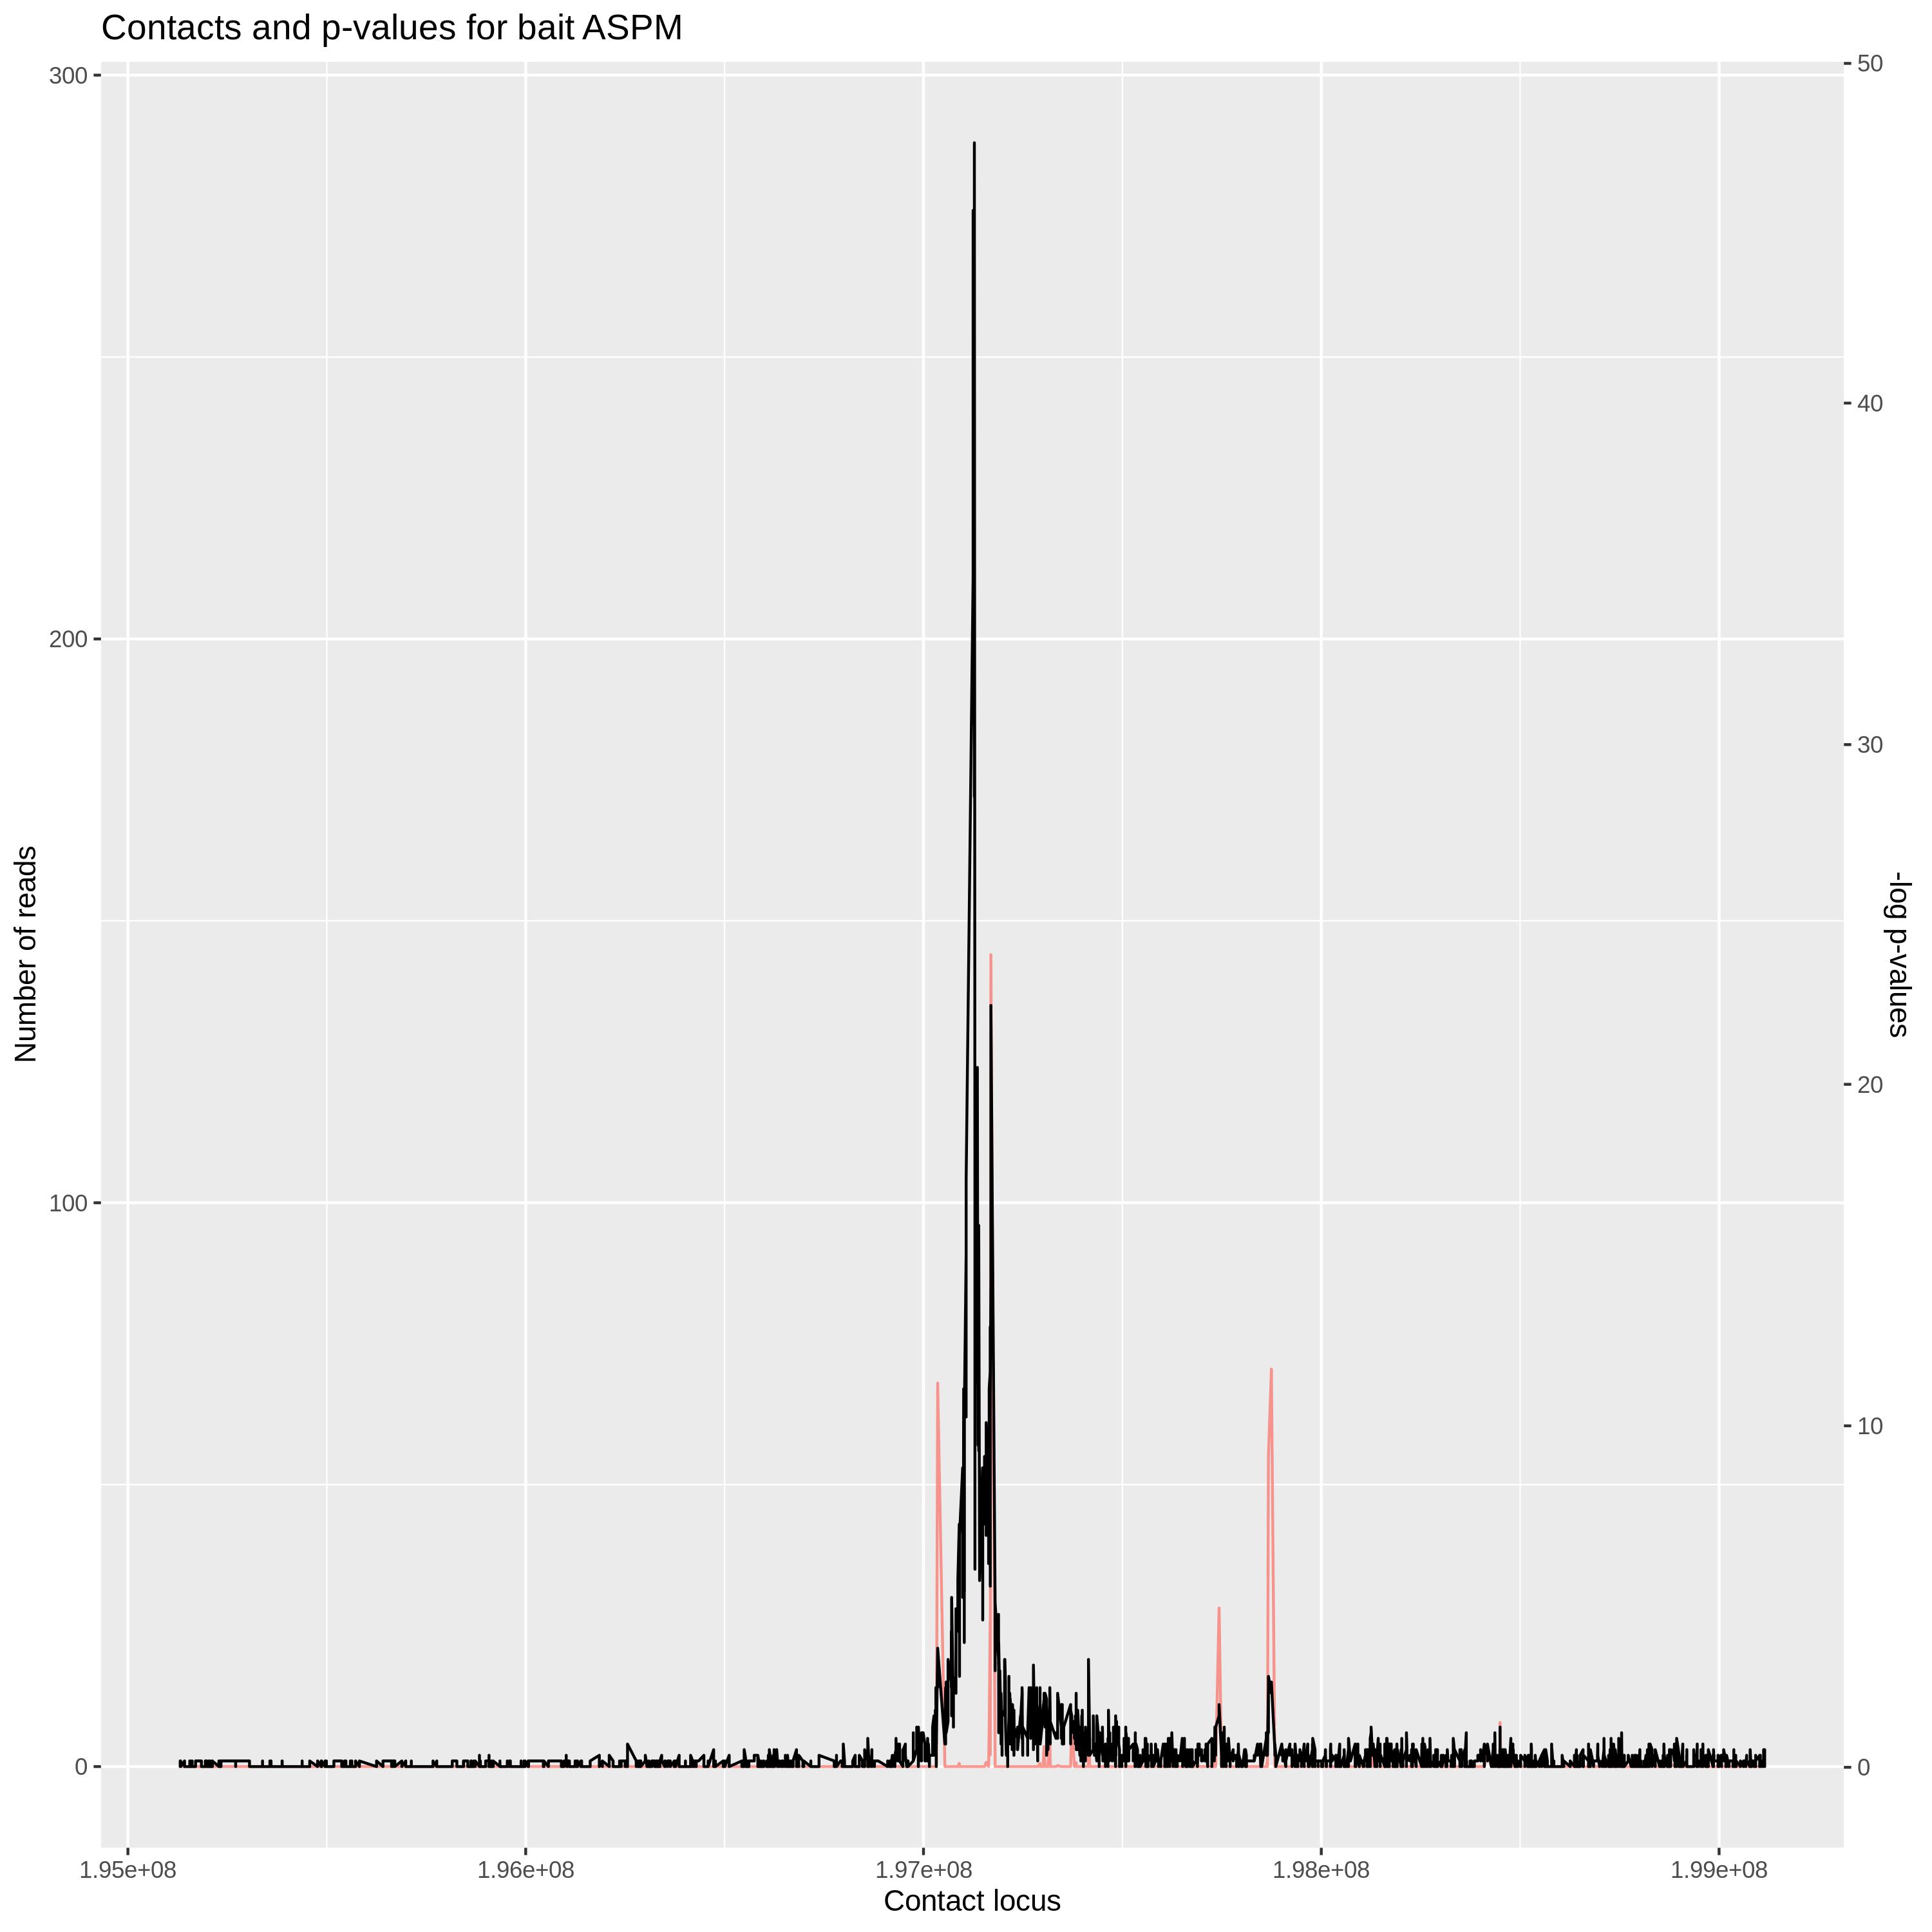 Contacts and p-values for bait ASPM
300
200
100
0
Number of reads
50
40
30
20
10
0
-log p-values
1.95e+08 1.96e+08 1.97e+08 1.98e+08 1.99e+08
Contact locus